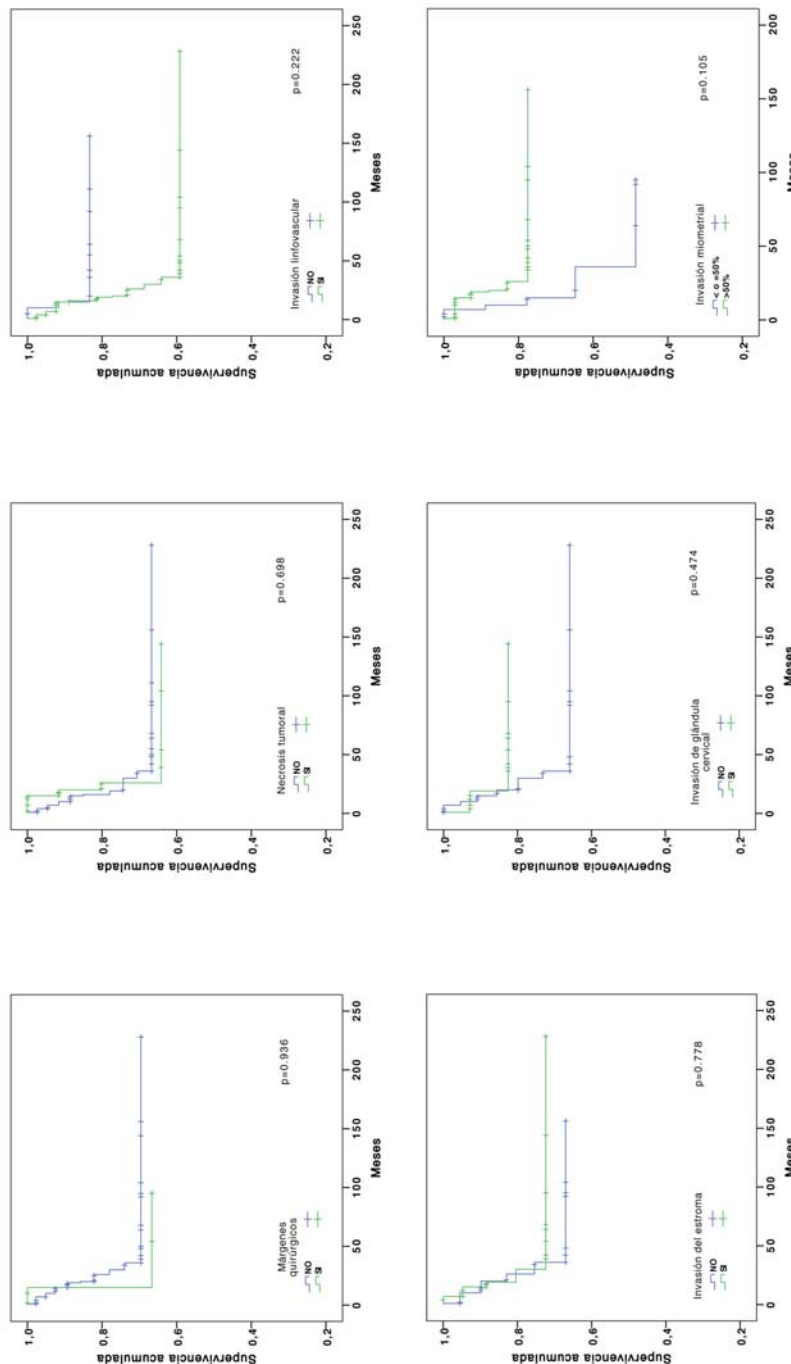 Supervivencia acumulada
1,0
0,8
0,6
0,4
0,2
Márgenes
quirúrgicos
NO
SI
p=0.936
0 50 100 150 200 250
Meses
Supervivencia acumulada
1,0
0,8
0,6
0,4
0,2
Necrosis tumoral
NO
SI
p=0.698
0 50 100 150 200 250
Meses
Supervivencia acumulada
1,0
0,8
0,6
0,4
0,2
Invasión linfovascular
NO
SI
p=0.222
0 50 100 150 200 250
Meses
Supervivencia acumulada
1,0
0,8
0,6
0,4
0,2
Invasión del estroma
NO
SI
p=0.778
0 50 100 150 200 250
Meses
Supervivencia acumulada
1,0
0,8
0,6
0,4
0,2
Invasión de glándula
cervical
NO
SI
p=0.474
0 50 100 150 200 250
Meses
Supervivencia acumulada
1,0
0,8
0,6
0,4
0,2
Invasión miometrial
< o =50%
>50%
p=0.105
0 50 100 150 200
Meses